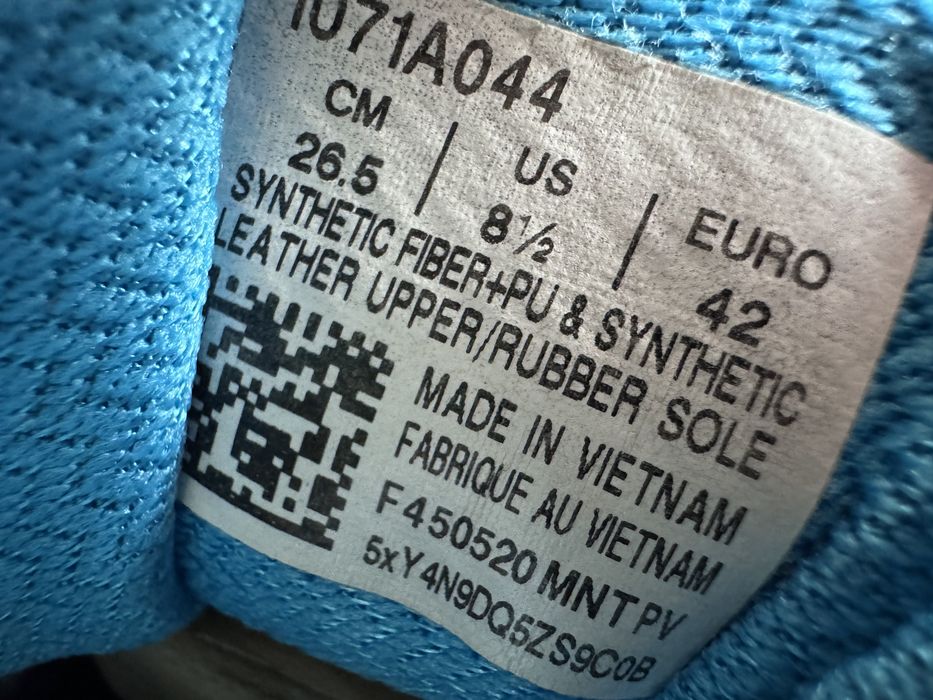 1071A044
CM | US | EURO
26.5 8½ 42
SYNTHETIC FIBER+PU & SYNTHETIC
LEATHER UPPER/RUBBER SOLE
MADE IN VIETNAM
FABRIQUE AU VIETNAM
F450520 MNT PV
5xY4N9DQ5ZS9C0B